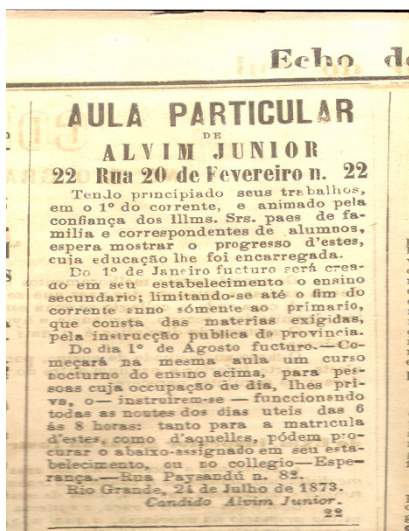 Echo d
AULA PARTICULAR
DE
ALVIM JUNIOR
22 Rua 20 de Fevereiro n. 22
Tendo principiado seus trabalhos,
em o 1º do corrente, e animado pela
confiança dos Illms. Srs. paes de fa-
milia e correspondentes de alumnos,
espera mostrar o progresso d'estes,
cuja educação lhe foi encarregada.
Do 1º de Janeiro fucturo será crea-
do em seu estabelecimento o ensino
secundario; limitando-se até o fim do
corrente anno sómente ao primario,
que consta das materias exigidas,
pela instrucção publica da provincia.
Do dia 1º de Agosto fucturo.—Co-
meçará na mesma aula um curso
nocturno do ensino acima, para pes-
soas cuja occupação de dia, lhes pri-
va, o— instruirem-se — funccionando
todas as noutes dos dias uteis das 6
ás 8 horas: tanto para a matricula
d'estes, como d'aquelles, pódem pro-
curar o abaixo-assignado em seu esta-
belecimento, ou no collegio—Espe-
rança.—Rua Paysandú n. 82.
Rio Grande, 24 de Julho de 1873.
Candido Alvim Junior.
22